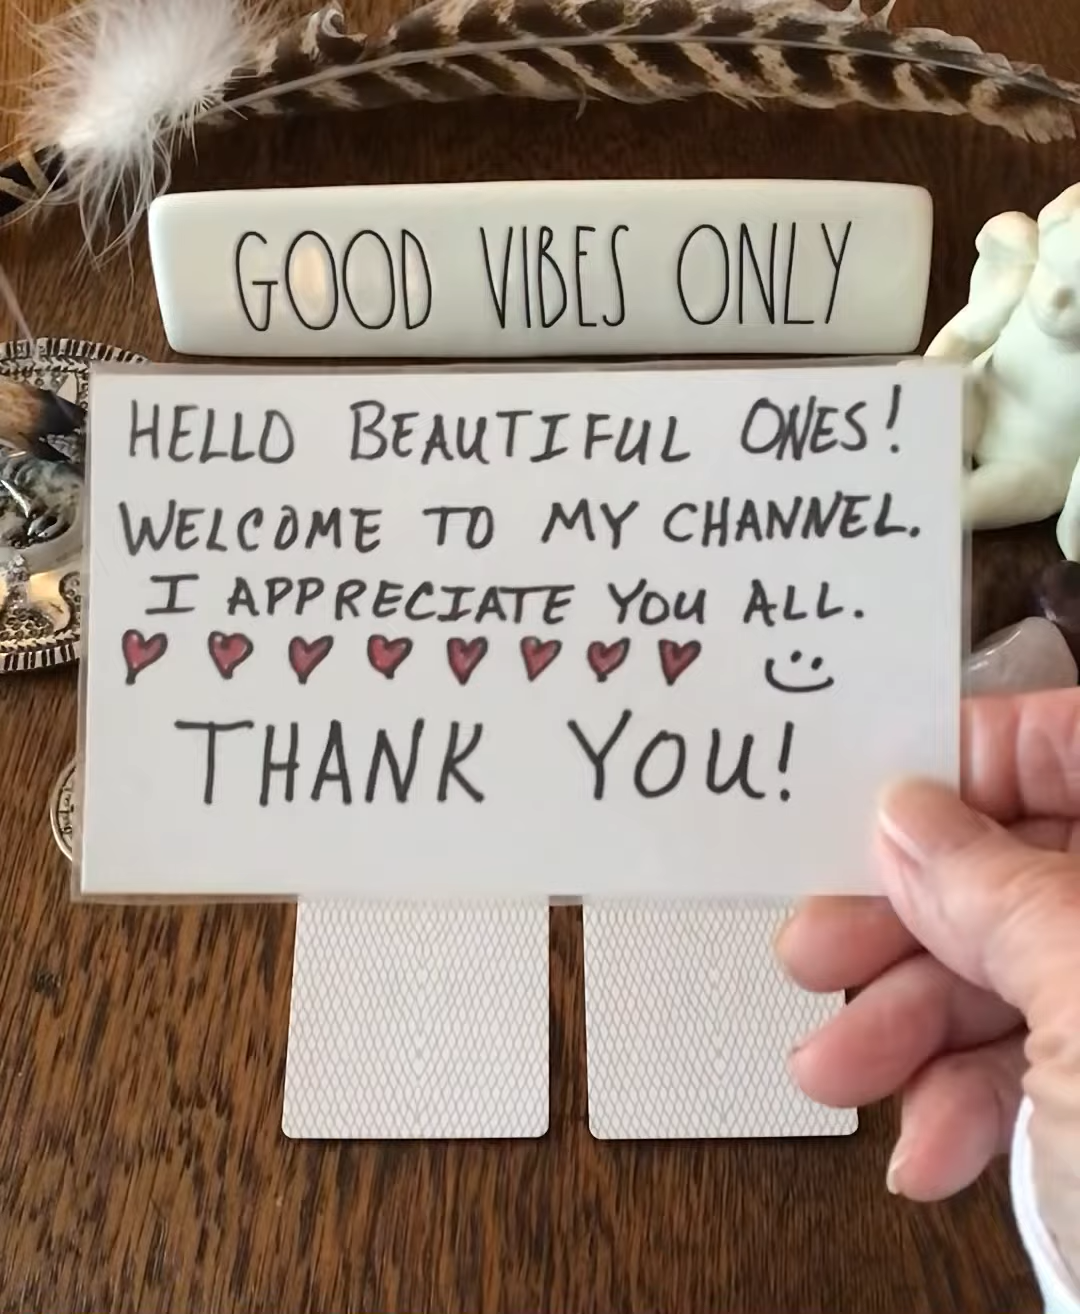 GOOD VIBES ONLY
HELLO BEAUTIFUL ONES!
WELCOME TO MY CHANNEL.
I APPRECIATE YOU ALL.
THANK YOU!